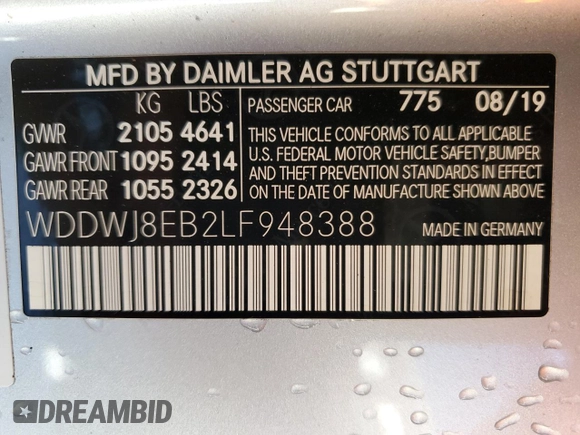 MFD BY DAIMLER AG STUTTGART
KG LBS
PASSENGER CAR 775 08/19
GVWR 2105 4641
GAWR FRONT 1095 2414
GAWR REAR 1055 2326
THIS VEHICLE CONFORMS TO ALL APPLICABLE
U.S. FEDERAL MOTOR VEHICLE SAFETY, BUMPER
AND THEFT PREVENTION STANDARDS IN EFFECT
ON THE DATE OF MANUFACTURE SHOWN ABOVE.
WDDWJ8EB2LF948388
MADE IN GERMANY
DREAMBID